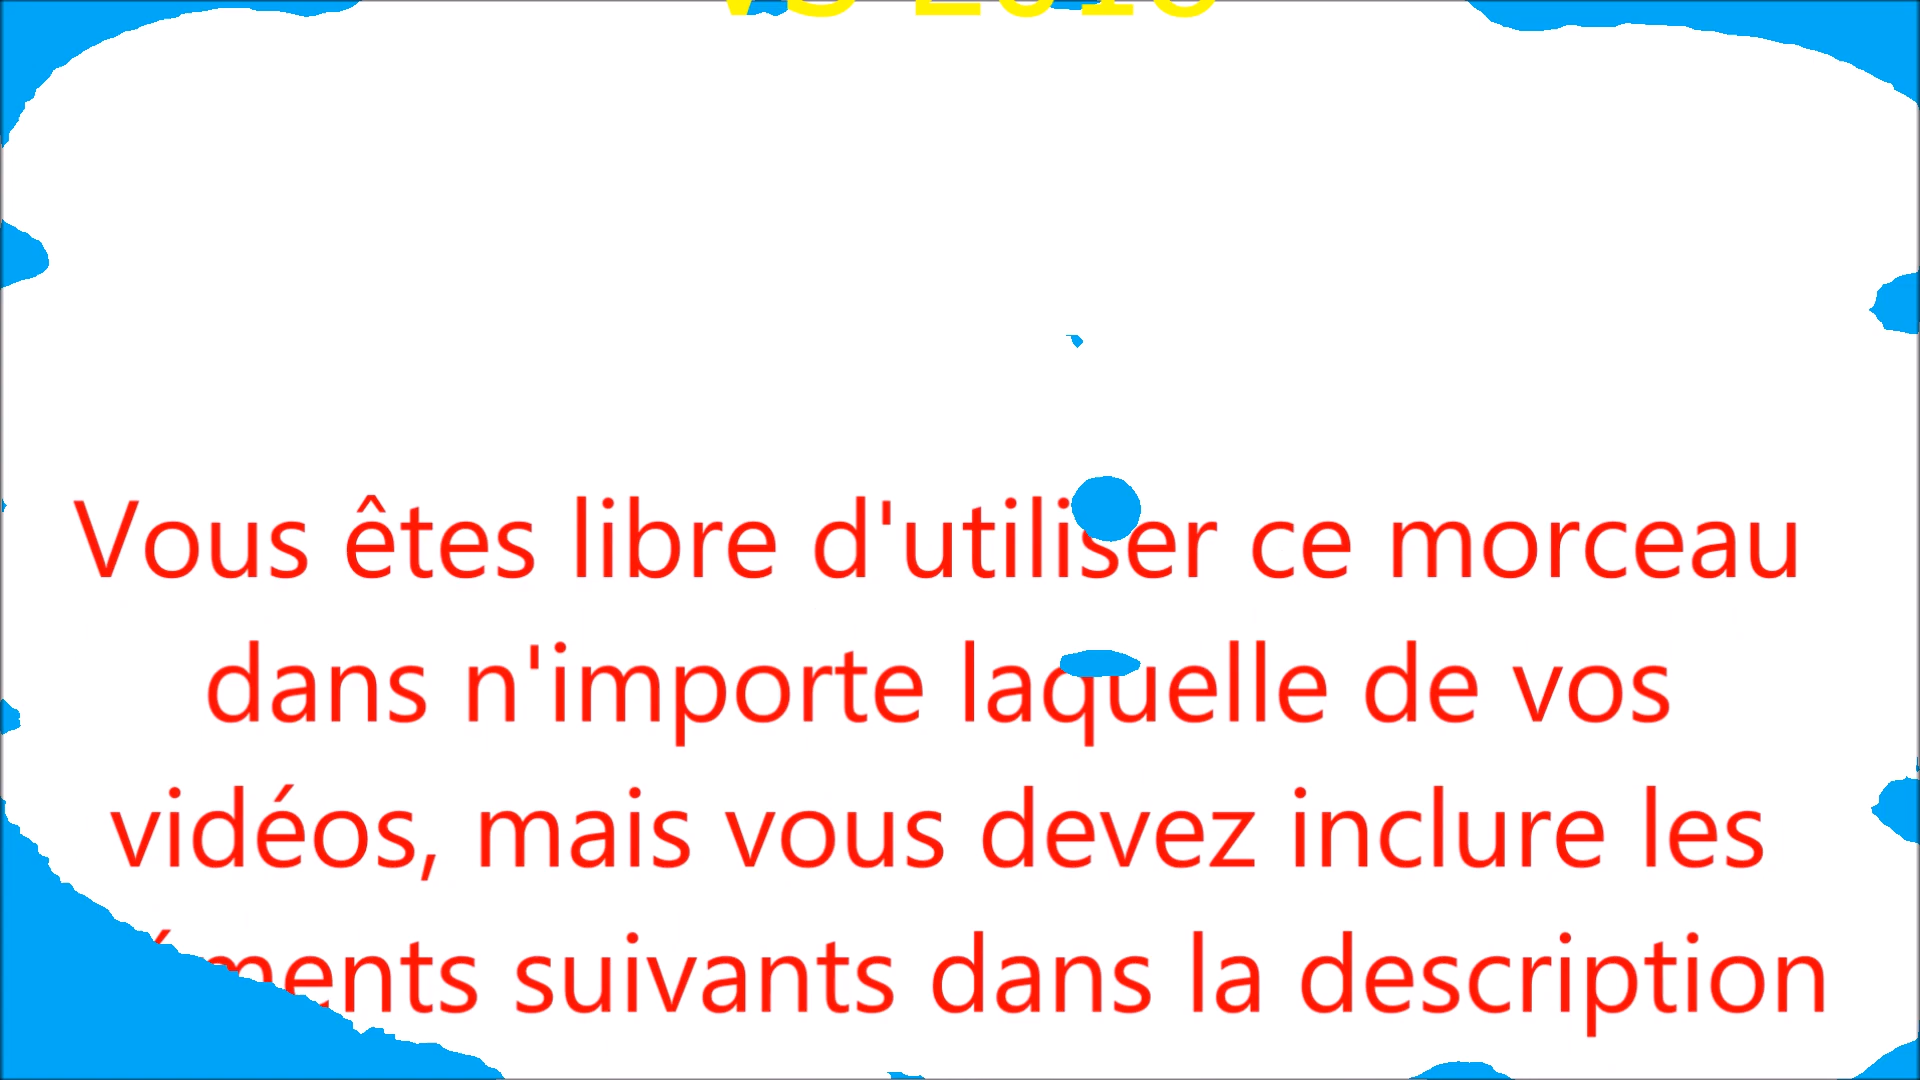 Vous êtes libre d'utiliser ce morceau
dans n'importe laquelle de vos
vidéos, mais vous devez inclure les
suivants dans la description